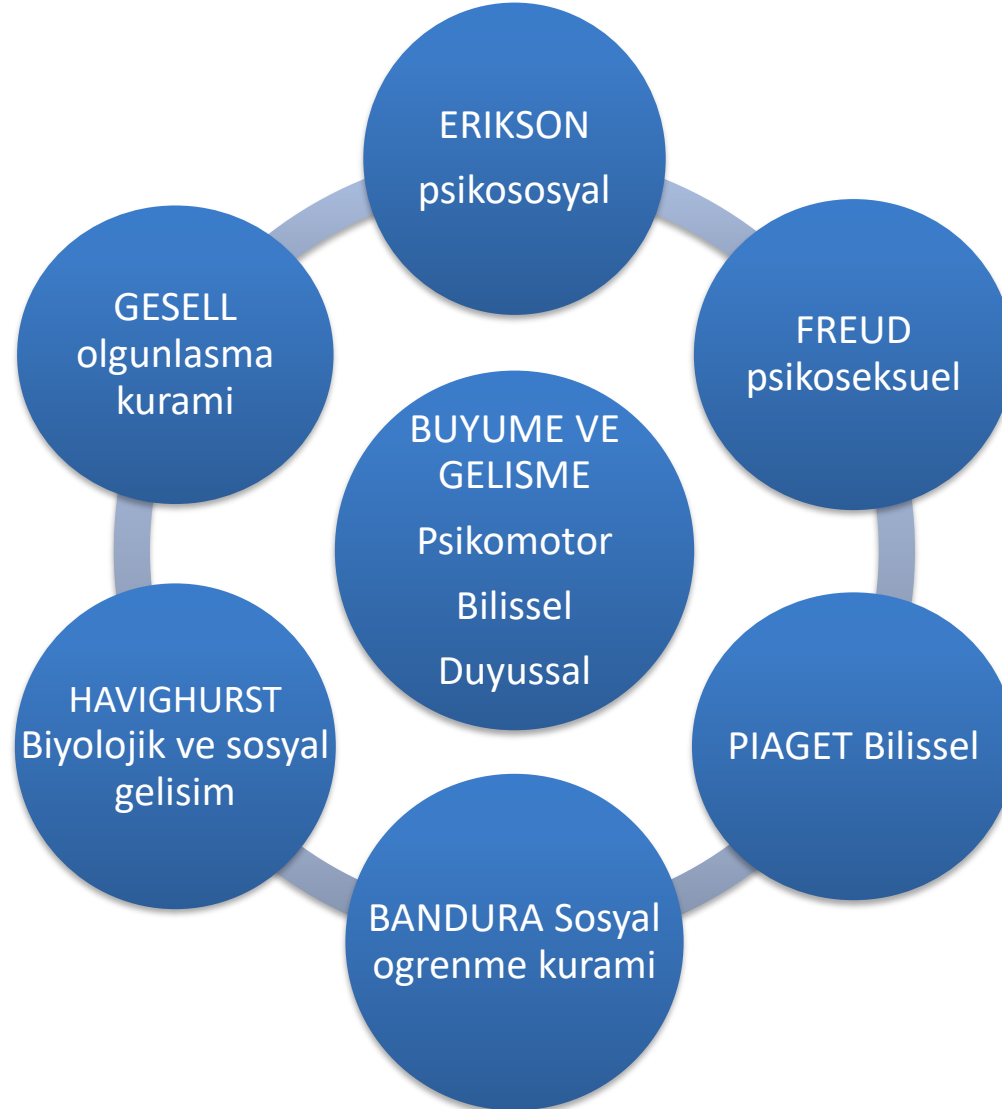 ERIKSON
psikososyal
FREUD
psikoseksuel
PIAGET Bilissel
BANDURA Sosyal
ogrenme kurami
HAVIGHURST
Biyolojik ve sosyal
gelisim
GESELL
olgunlasma
kurami
BUYUME VE
GELISME
Psikomotor
Bilissel
Duyussal